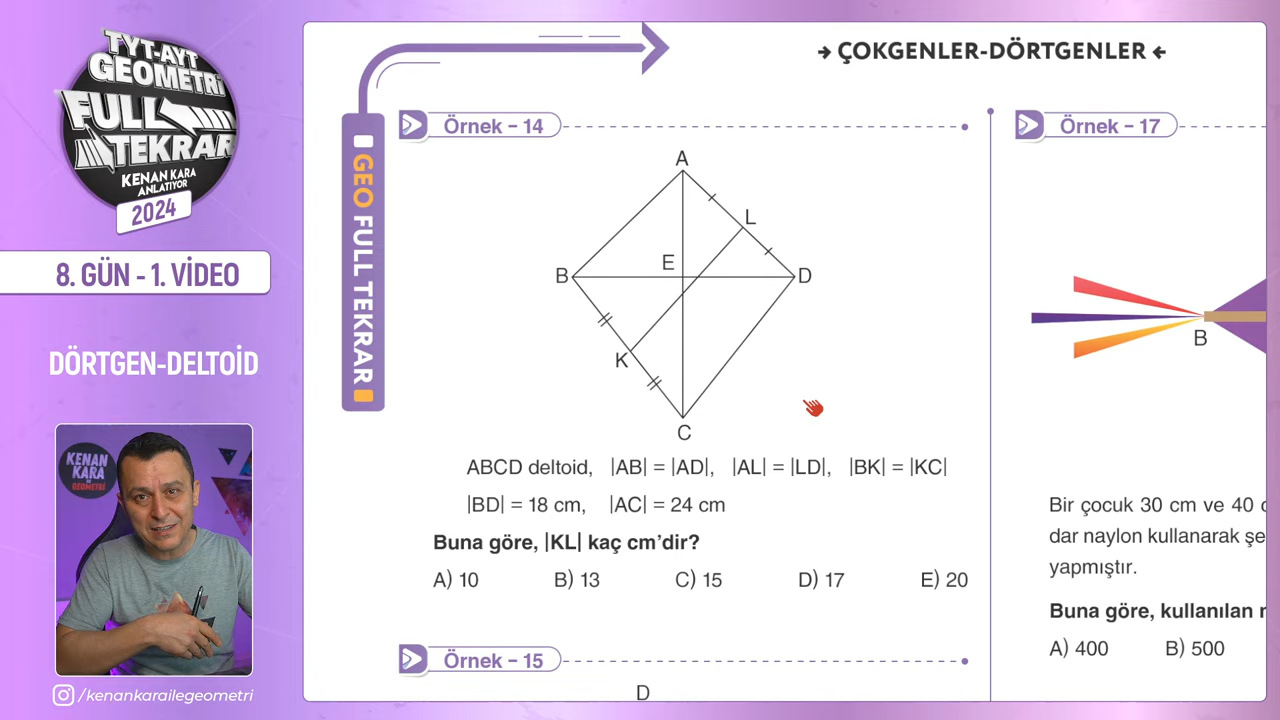 TYT-AYT
GEOMETRİ
FULL
TEKRAR
KENAN KARA
ANLATIYOR
2024
8. GÜN - 1. VİDEO
DÖRTGEN-DELTOİD
KENAN
KARA
ile
GEOMETRİ
/kenankarailegeometri
GEO FULL TEKRAR
ÇOKGENLER-DÖRTGENLER
Örnek – 14
A
L
E
B
D
K
C
ABCD deltoid, |AB| = |AD|, |AL| = |LD|, |BK| = |KC|
|BD| = 18 cm, |AC| = 24 cm
Buna göre, |KL| kaç cm'dir?
A) 10 B) 13 C) 15 D) 17 E) 20
Örnek – 15
D
Örnek – 17
B
Bir çocuk 30 cm ve 40 c
dar naylon kullanarak şe
yapmıştır.
Buna göre, kullanılan
A) 400 B) 500